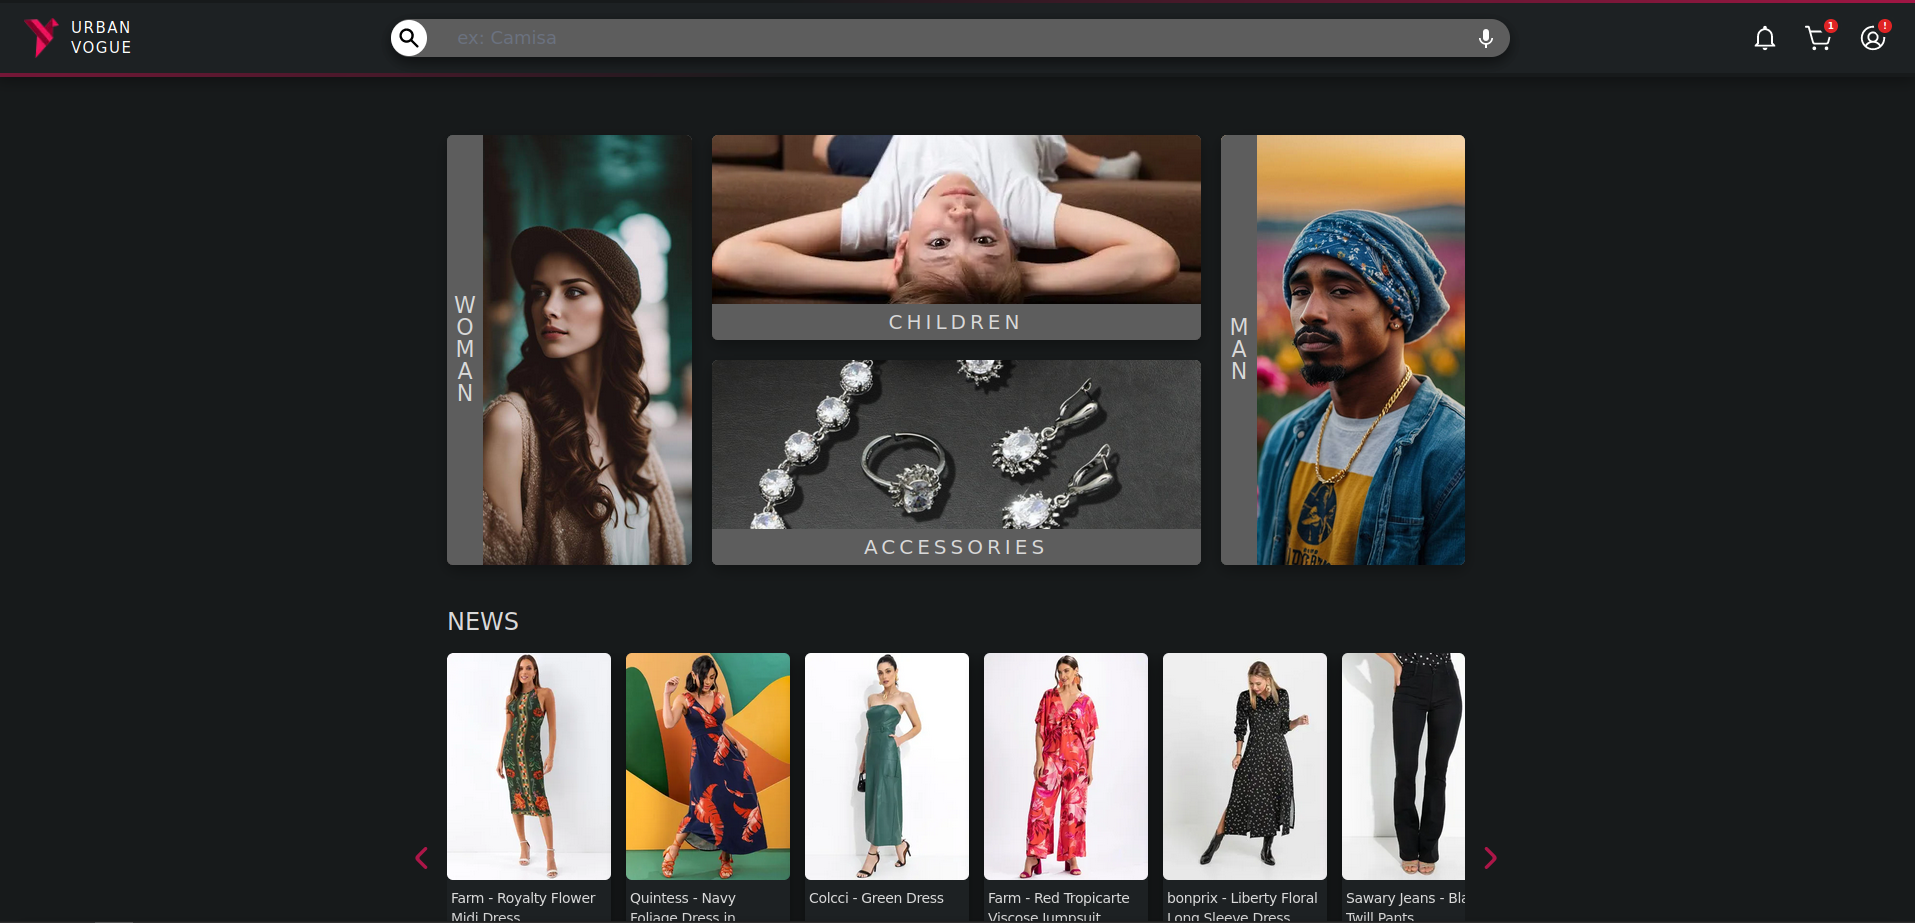 URBAN
VOGUE
ex: Camisa
1
!
WOMAN
CHILDREN
MAN
ACCESSORIES
NEWS
Farm - Royalty Flower
Midi Dress
Quintess - Navy
Foliage Dress in
Colcci - Green Dress
Farm - Red Tropicarte
Viscose Jumpsuit
bonprix - Liberty Floral
Long Sleeve Dress
Sawary Jeans - Bla
Twill Pants